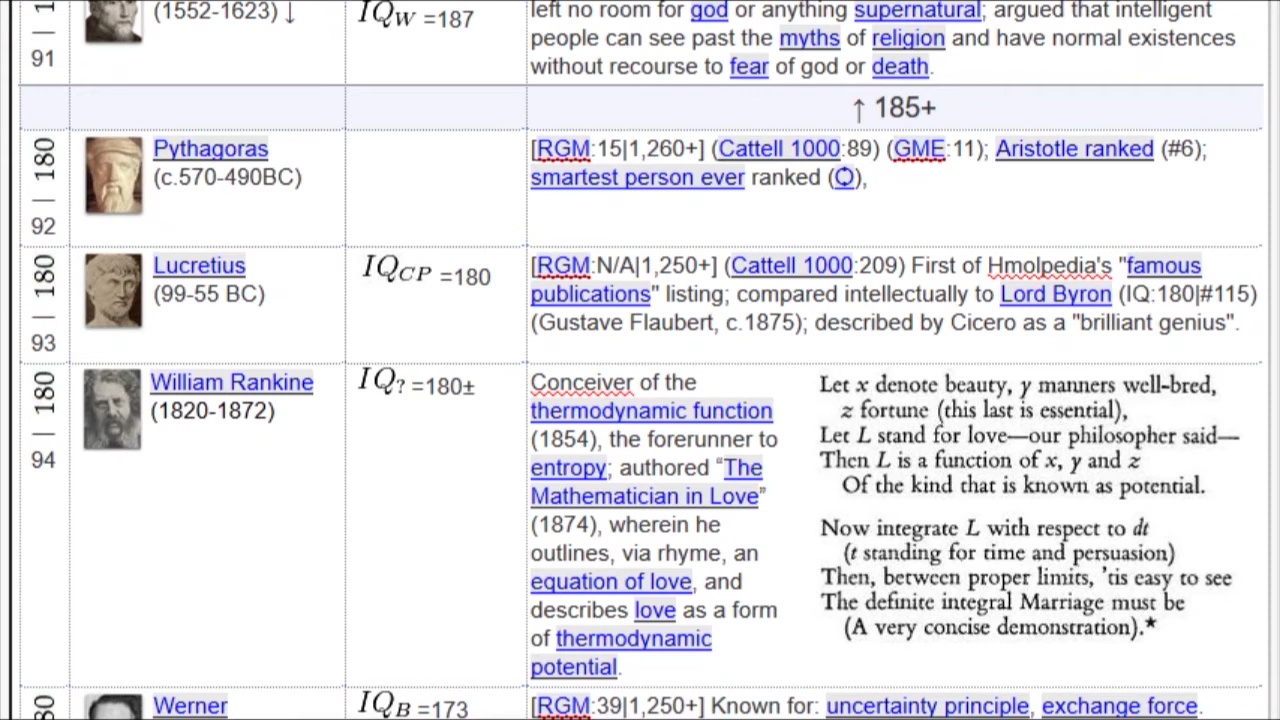 1
|
91
(1552-1623) ↓
IQW =187
left no room for god or anything supernatural; argued that intelligent
people can see past the myths of religion and have normal existences
without recourse to fear of god or death.
↑ 185+
180
|
92
Pythagoras
(c.570-490BC)
[RGM:15|1,260+] (Cattell 1000:89) (GME:11); Aristotle ranked (#6);
smartest person ever ranked (🗘),
180
|
93
Lucretius
(99-55 BC)
IQCP =180
[RGM:N/A|1,250+] (Cattell 1000:209) First of Hmolpedia's "famous
publications" listing; compared intellectually to Lord Byron (IQ:180|#115)
(Gustave Flaubert, c.1875); described by Cicero as a "brilliant genius".
180
|
94
William Rankine
(1820-1872)
IQ? =180±
Conceiver of the
thermodynamic function
(1854), the forerunner to
entropy; authored “The
Mathematician in Love”
(1874), wherein he
outlines, via rhyme, an
equation of love, and
describes love as a form
of thermodynamic
potential.
Let x denote beauty, y manners well-bred,
z fortune (this last is essential),
Let L stand for love—our philosopher said—
Then L is a function of x, y and z
Of the kind that is known as potential.
Now integrate L with respect to dt
(t standing for time and persuasion)
Then, between proper limits, 'tis easy to see
The definite integral Marriage must be
(A very concise demonstration).*
80
Werner
IQB =173
[RGM:39|1,250+] Known for: uncertainty principle, exchange force.